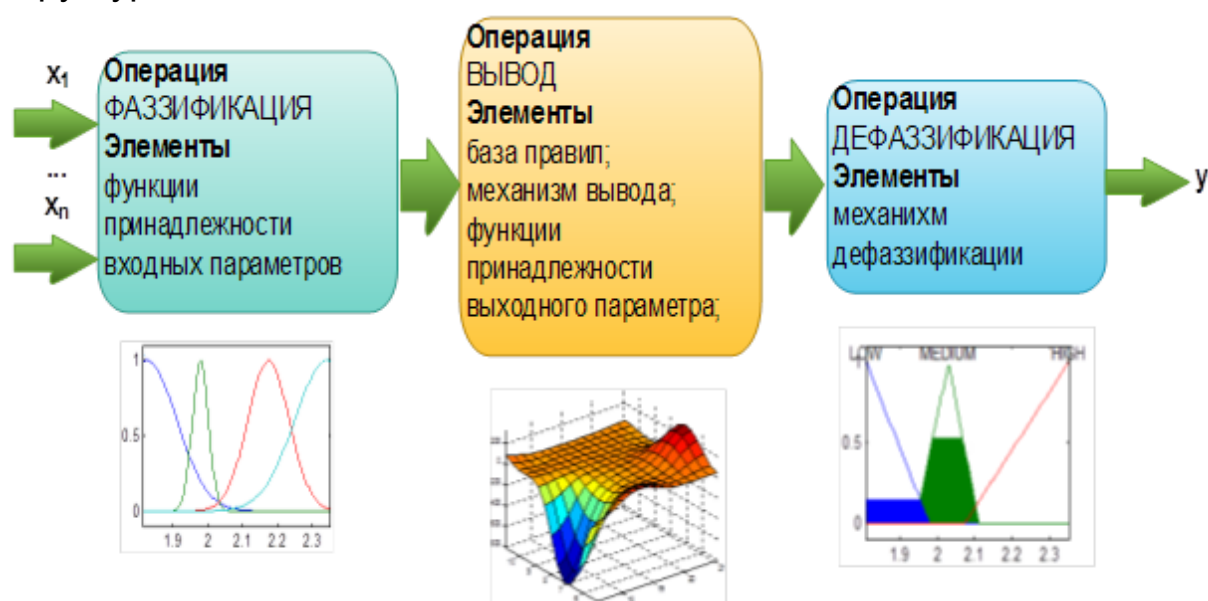 x₁
...
xₙ
Операция
ФАЗЗИФИКАЦИЯ
Элементы
функции
принадлежности
входных параметров
Операция
ВЫВОД
Элементы
база правил;
механизм вывода;
функции
принадлежности
выходного параметра;
Операция
ДЕФАЗЗИФИКАЦИЯ
Элементы
механихм
дефаззификации
y
1
0.5
0
1.9 2 2.1 2.2 2.3
LOW MEDIUM HIGH
1
0.5
0
1.9 2 2.1 2.2 2.3